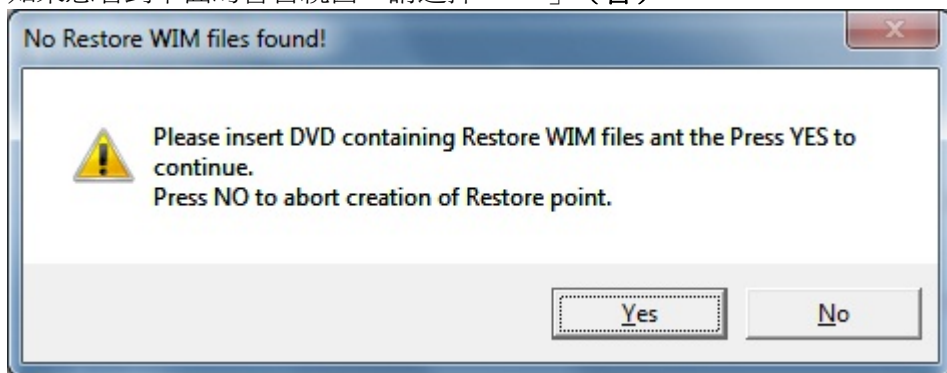 No Restore WIM files found!
Please insert DVD containing Restore WIM files ant the Press YES to
continue.
Press NO to abort creation of Restore point.
Yes No